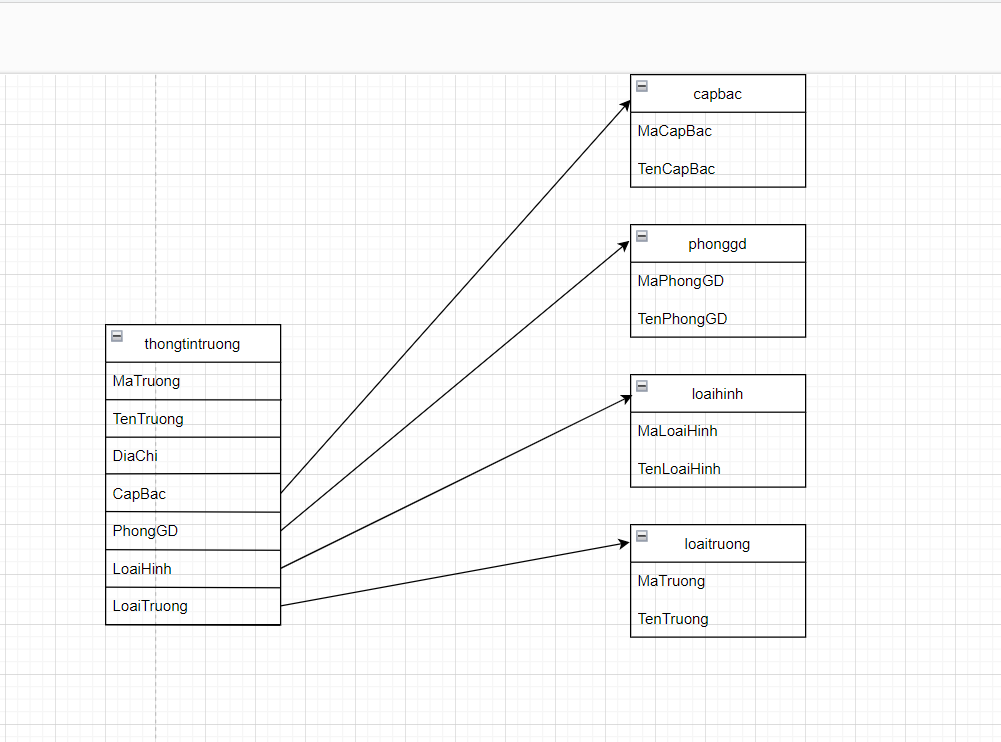 thongtintruong
MaTruong
TenTruong
DiaChi
CapBac
PhongGD
LoaiHinh
LoaiTruong
capbac
MaCapBac
TenCapBac
phonggd
MaPhongGD
TenPhongGD
loaihinh
MaLoaiHinh
TenLoaiHinh
loaitruong
MaTruong
TenTruong